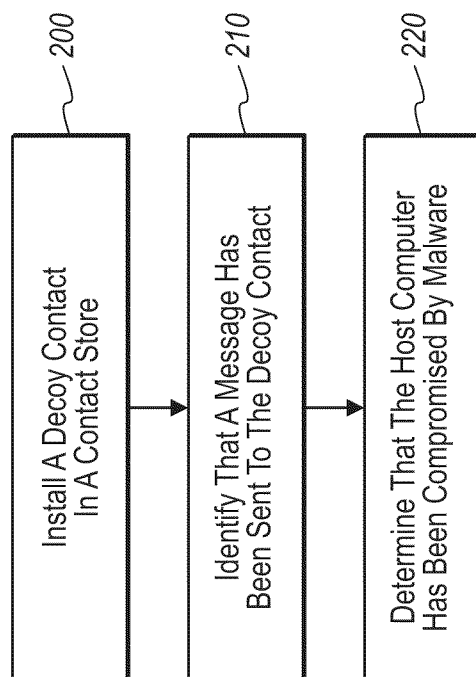 200
Install A Decoy Contact
In A Contact Store
210
Identify That A Message Has
Been Sent To The Decoy Contact
220
Determine That The Host Computer
Has Been Compromised By Malware